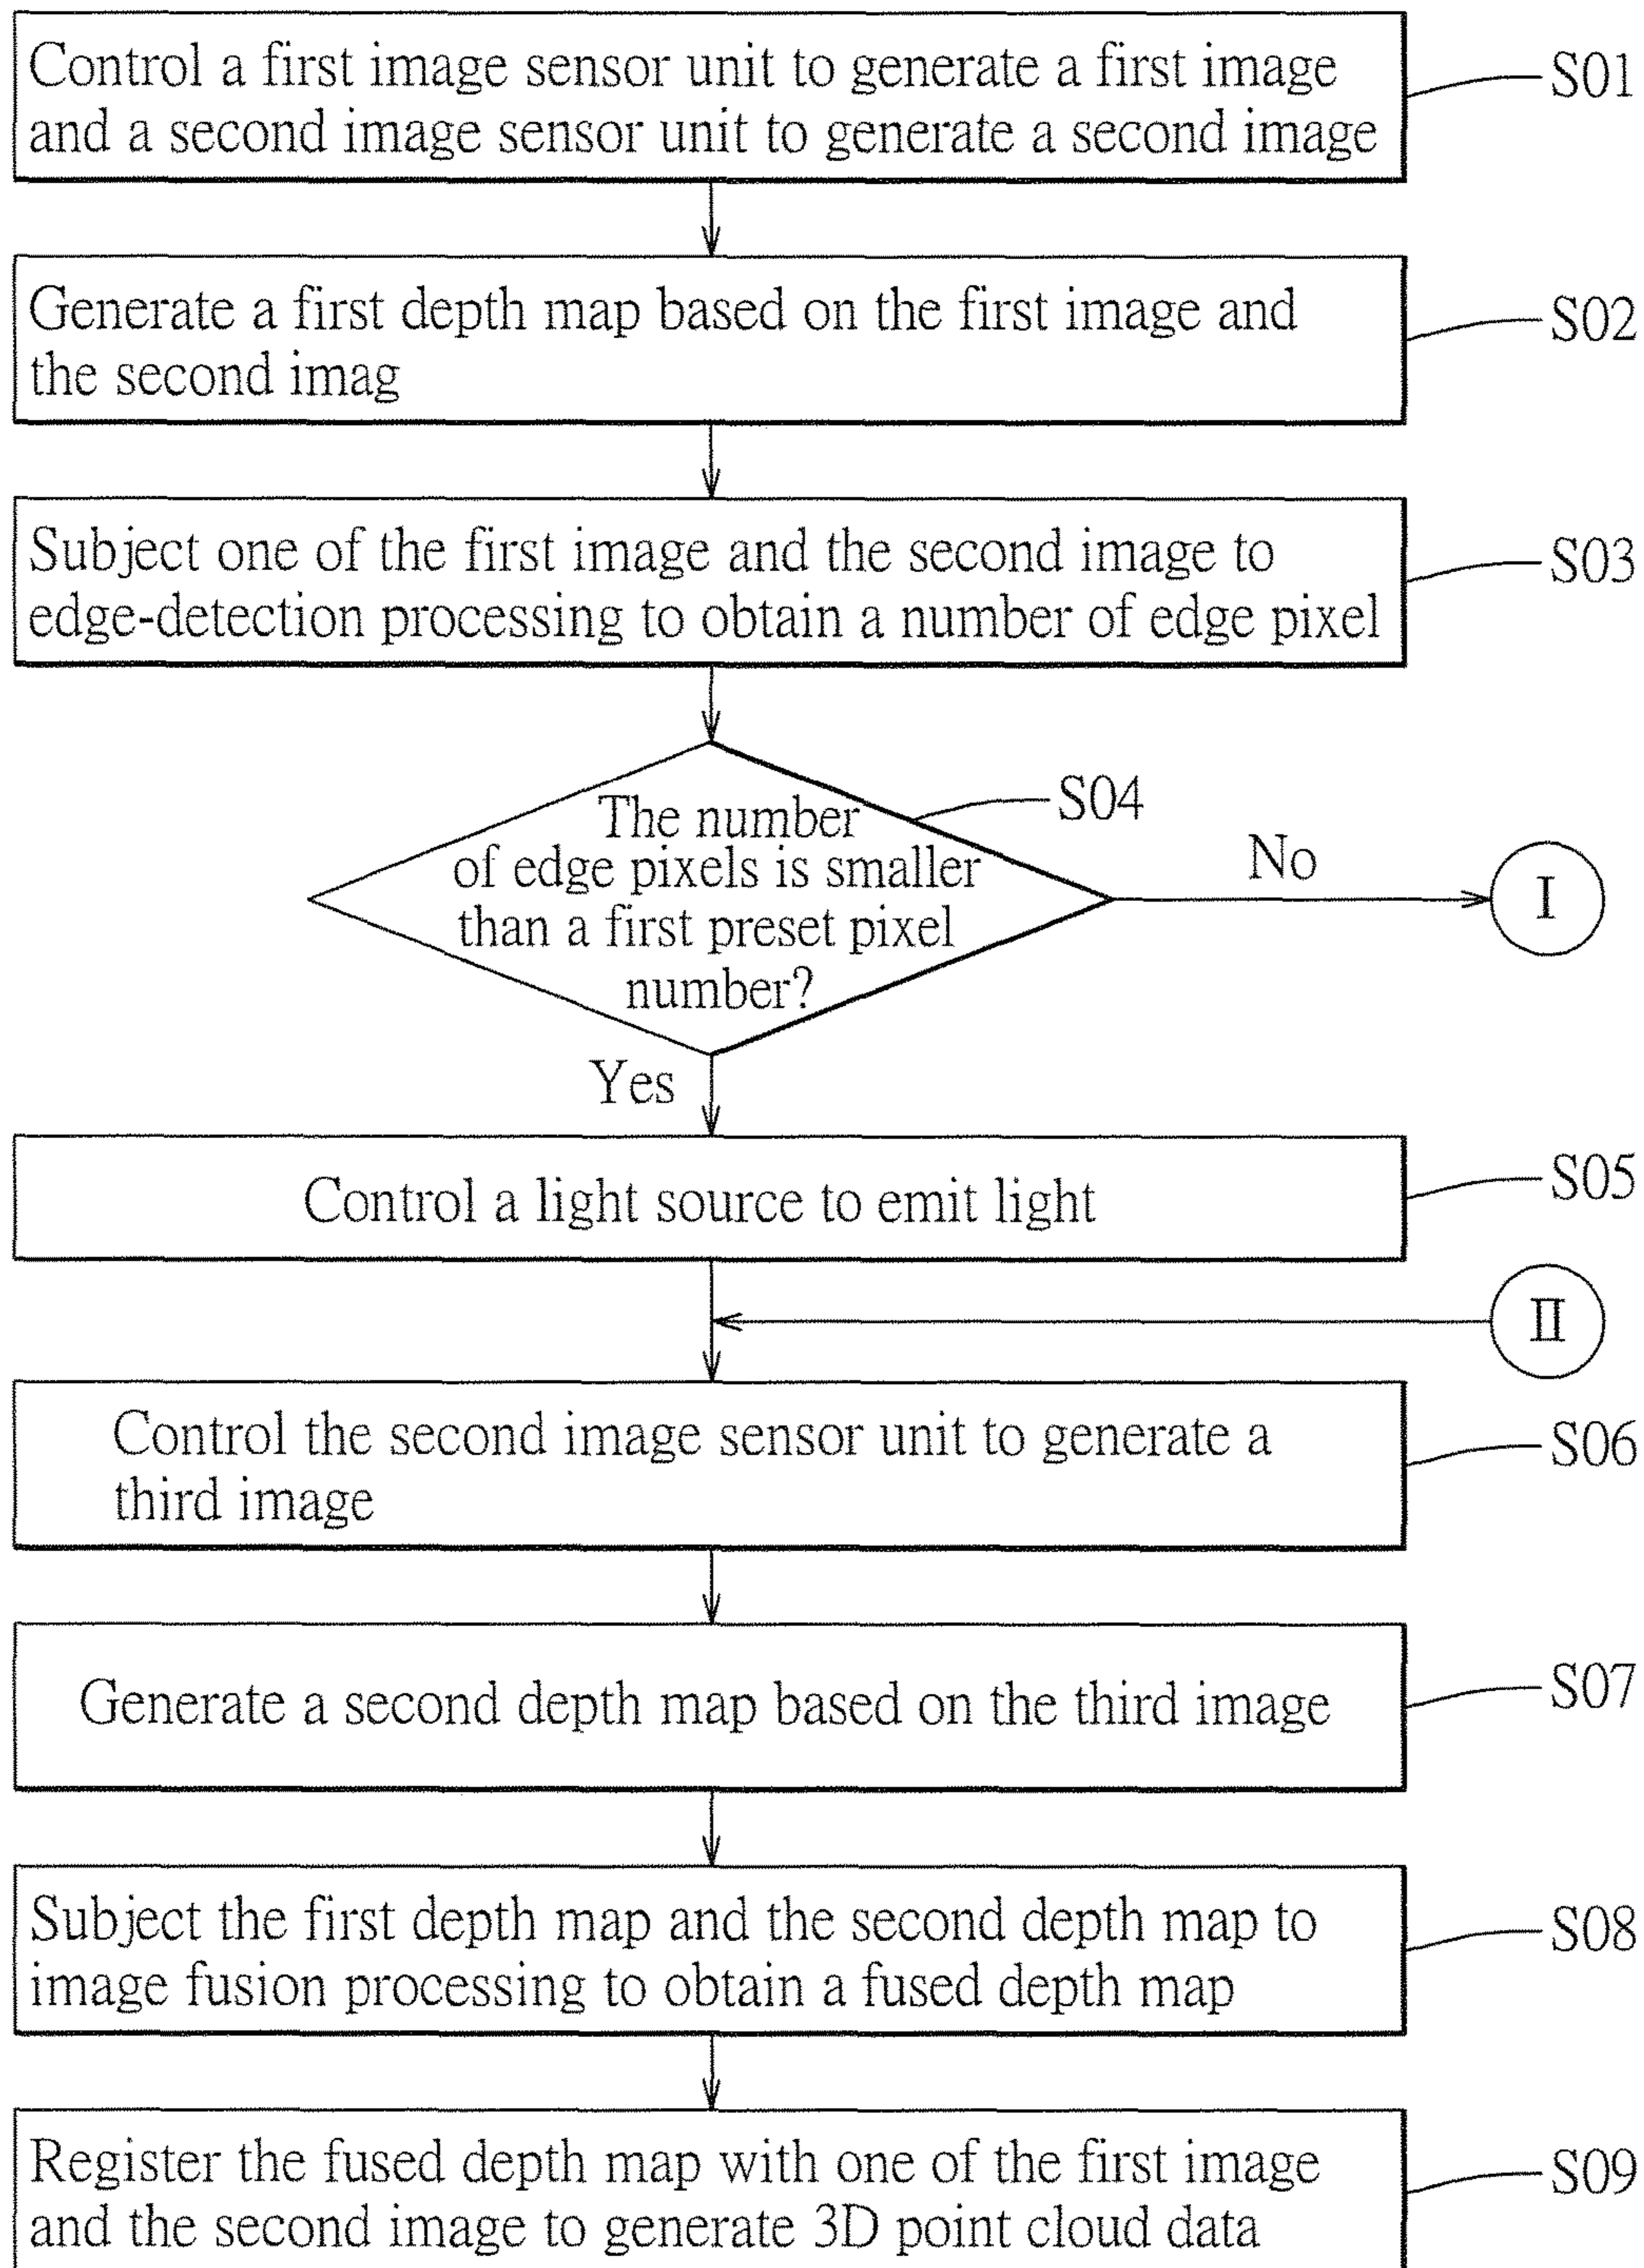 Control a first image sensor unit to generate a first image
and a second image sensor unit to generate a second image
S01
Generate a first depth map based on the first image and
the second imag
S02
Subject one of the first image and the second image to
edge-detection processing to obtain a number of edge pixel
S03
The number
of edge pixels is smaller
than a first preset pixel
number?
S04
No
I
Yes
Control a light source to emit light
S05
II
Control the second image sensor unit to generate a
third image
S06
Generate a second depth map based on the third image
S07
Subject the first depth map and the second depth map to
image fusion processing to obtain a fused depth map
S08
Register the fused depth map with one of the first image
and the second image to generate 3D point cloud data
S09